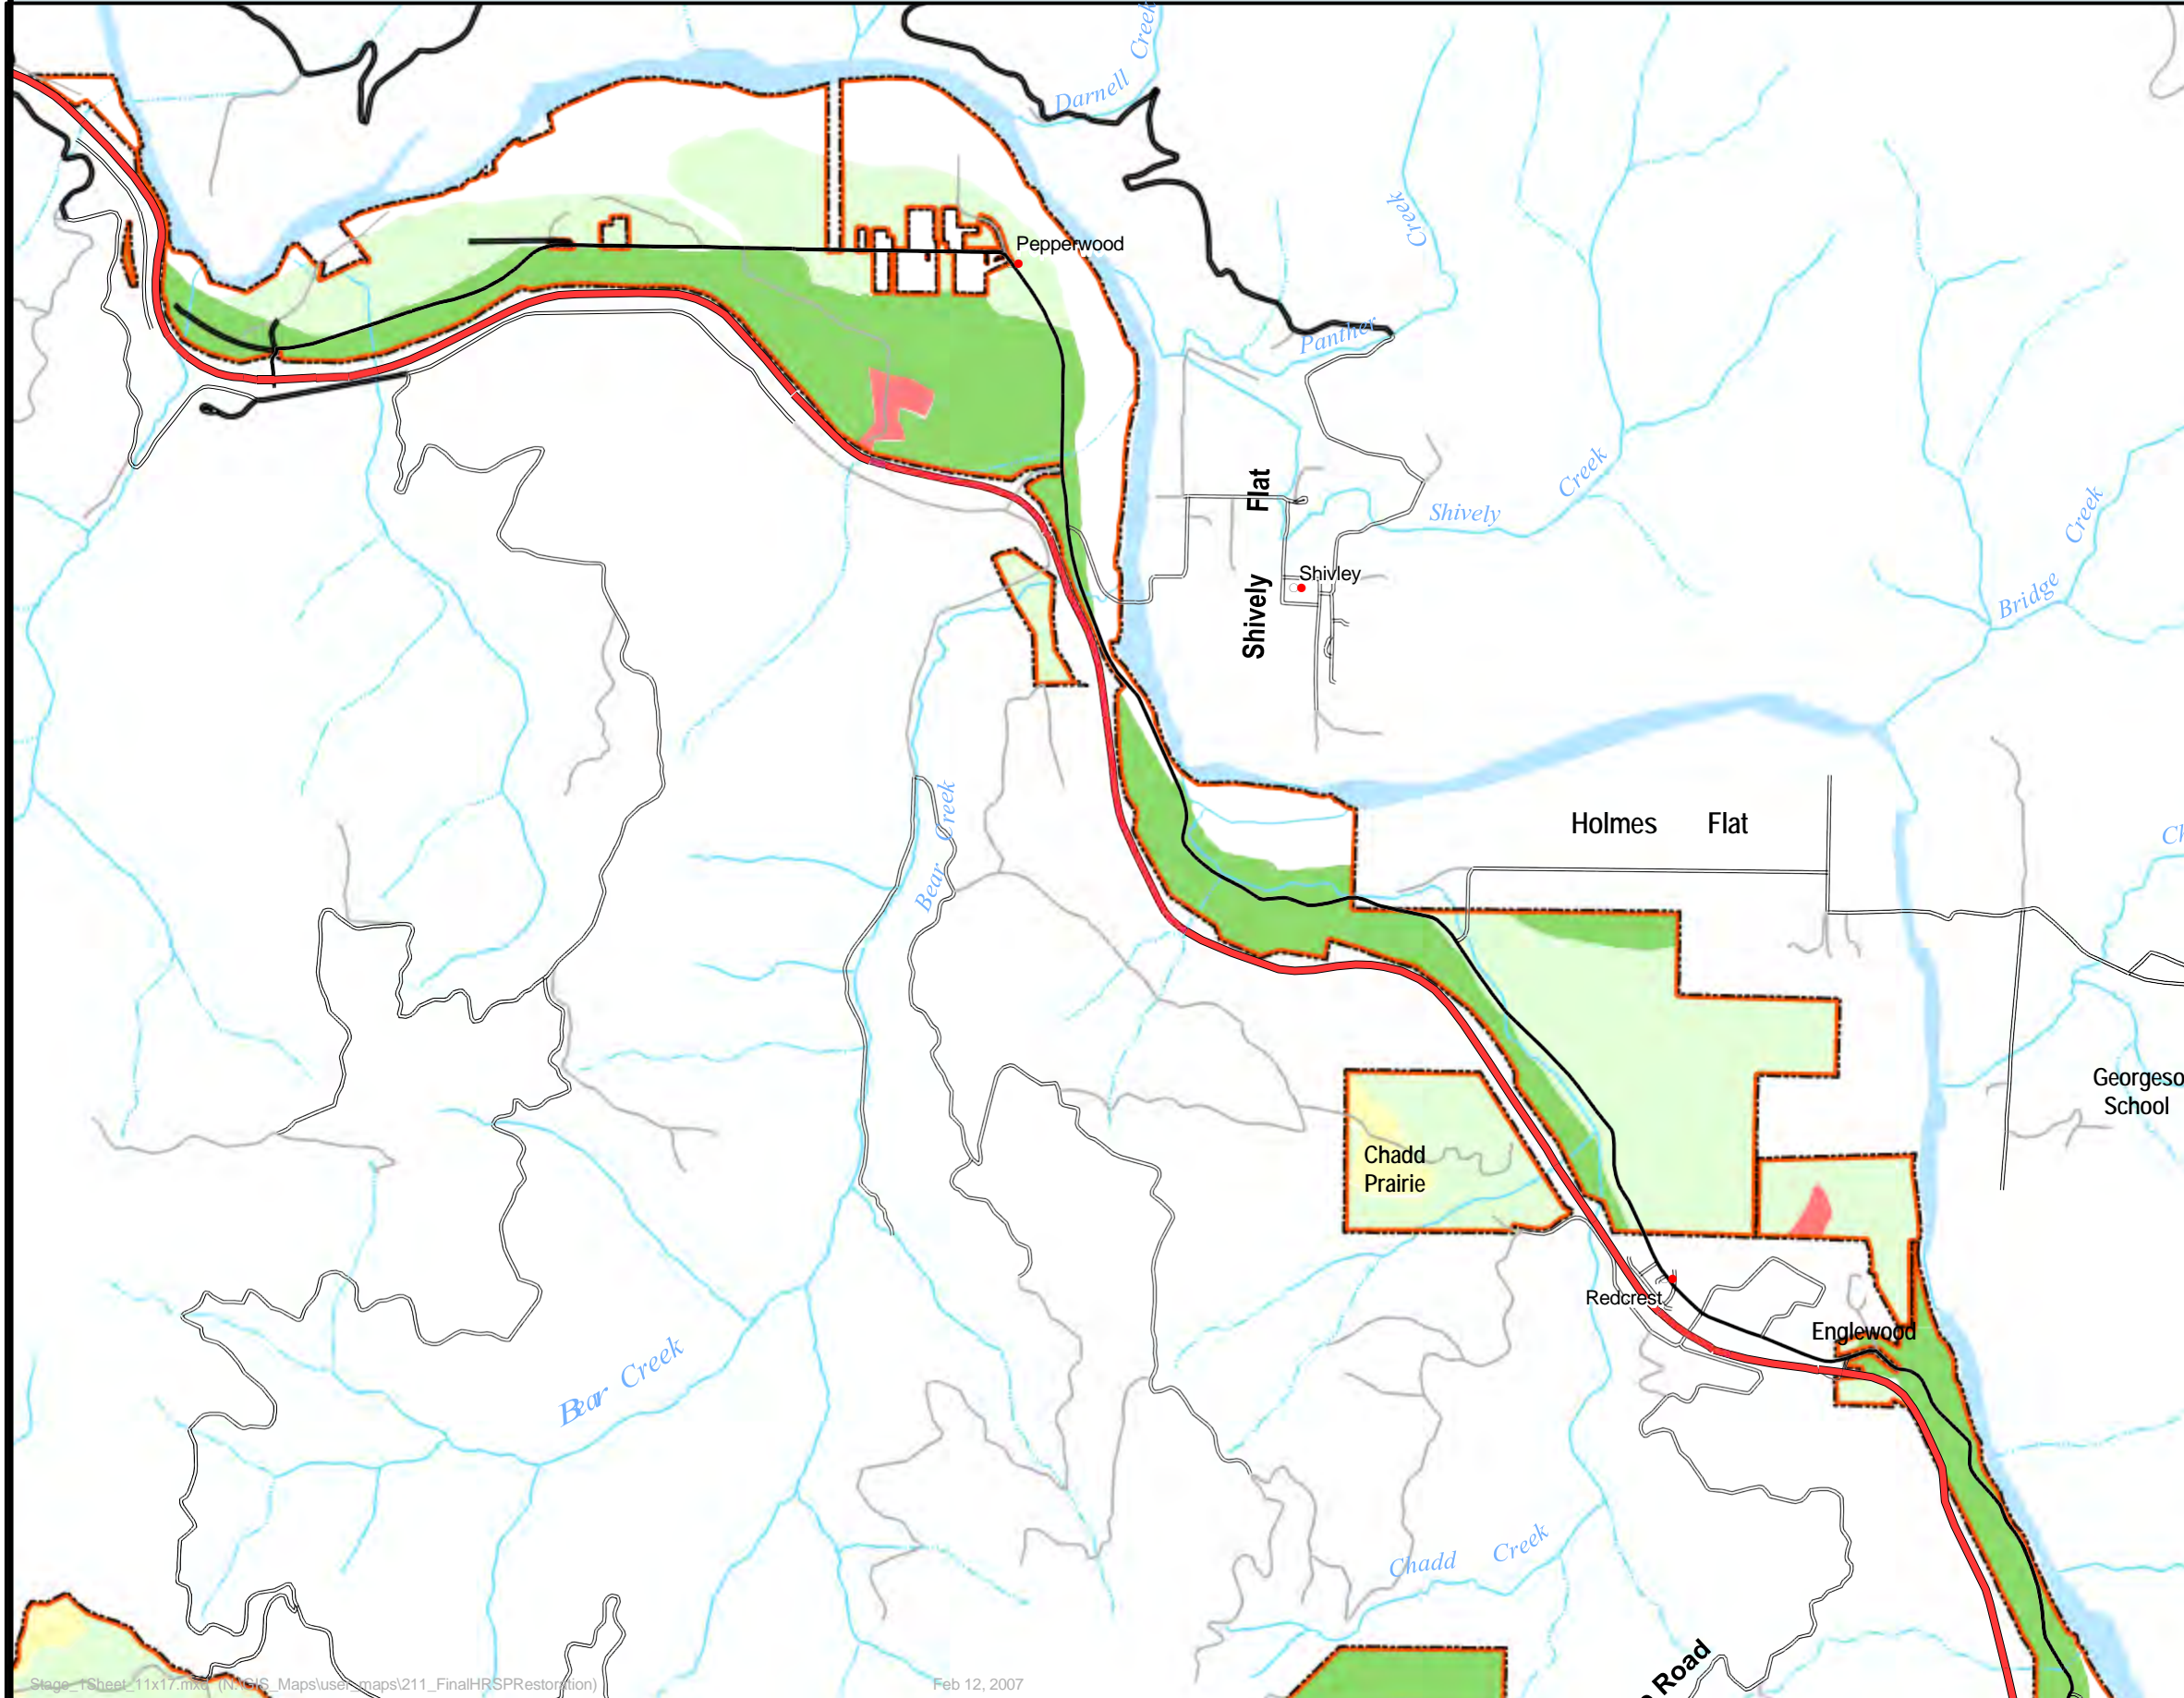 Darnell Creek
Creek
Pepperwood
Panther
Flat
Creek
Shively
Creek
Shivley
Bridge
Shively
Bear Creek
Holmes Flat
Georgeso
School
Chadd
Prairie
Redcrest
Englewood
Bear Creek
Chadd Creek
Road
Feb 12, 2007